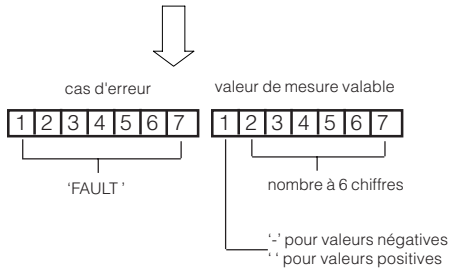 cas d'erreur
valeur de mesure valable
1 2 3 4 5 6 7
1 2 3 4 5 6 7
'FAULT '
nombre à 6 chiffres
'-' pour valeurs négatives
' ' pour valeurs positives